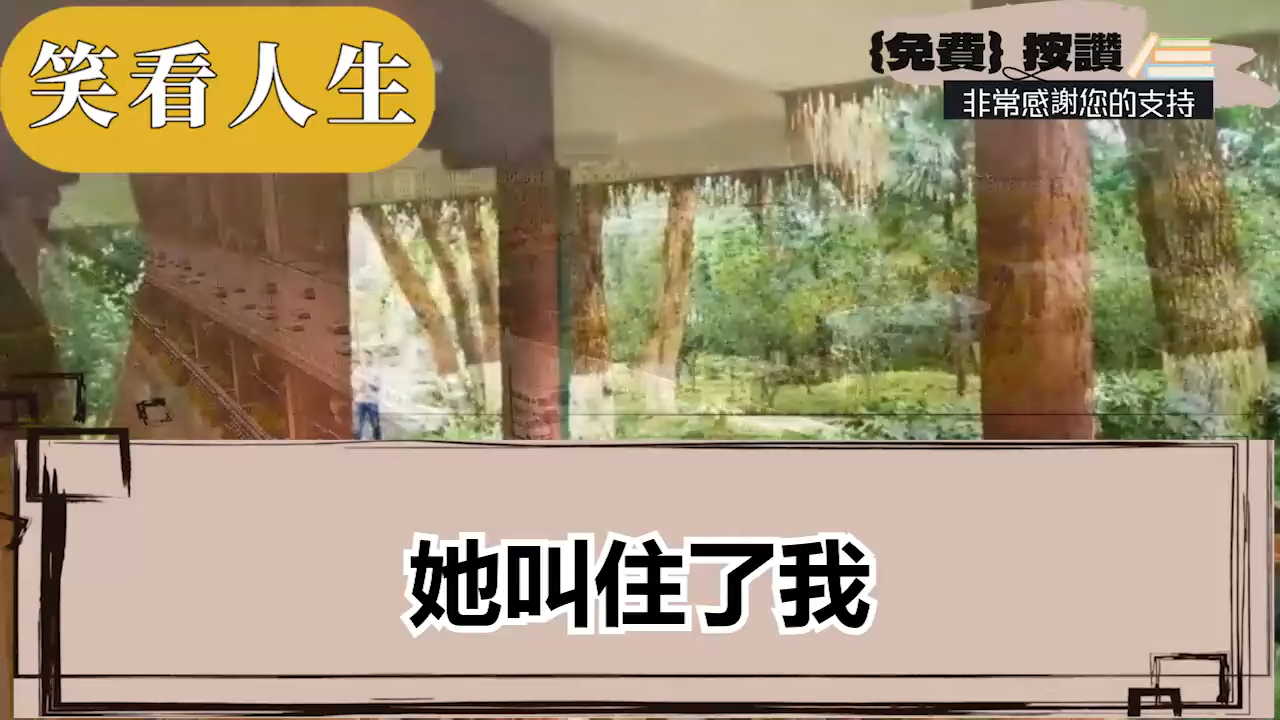 笑看人生
{免費} 按讚
非常感謝您的支持
她叫住了我